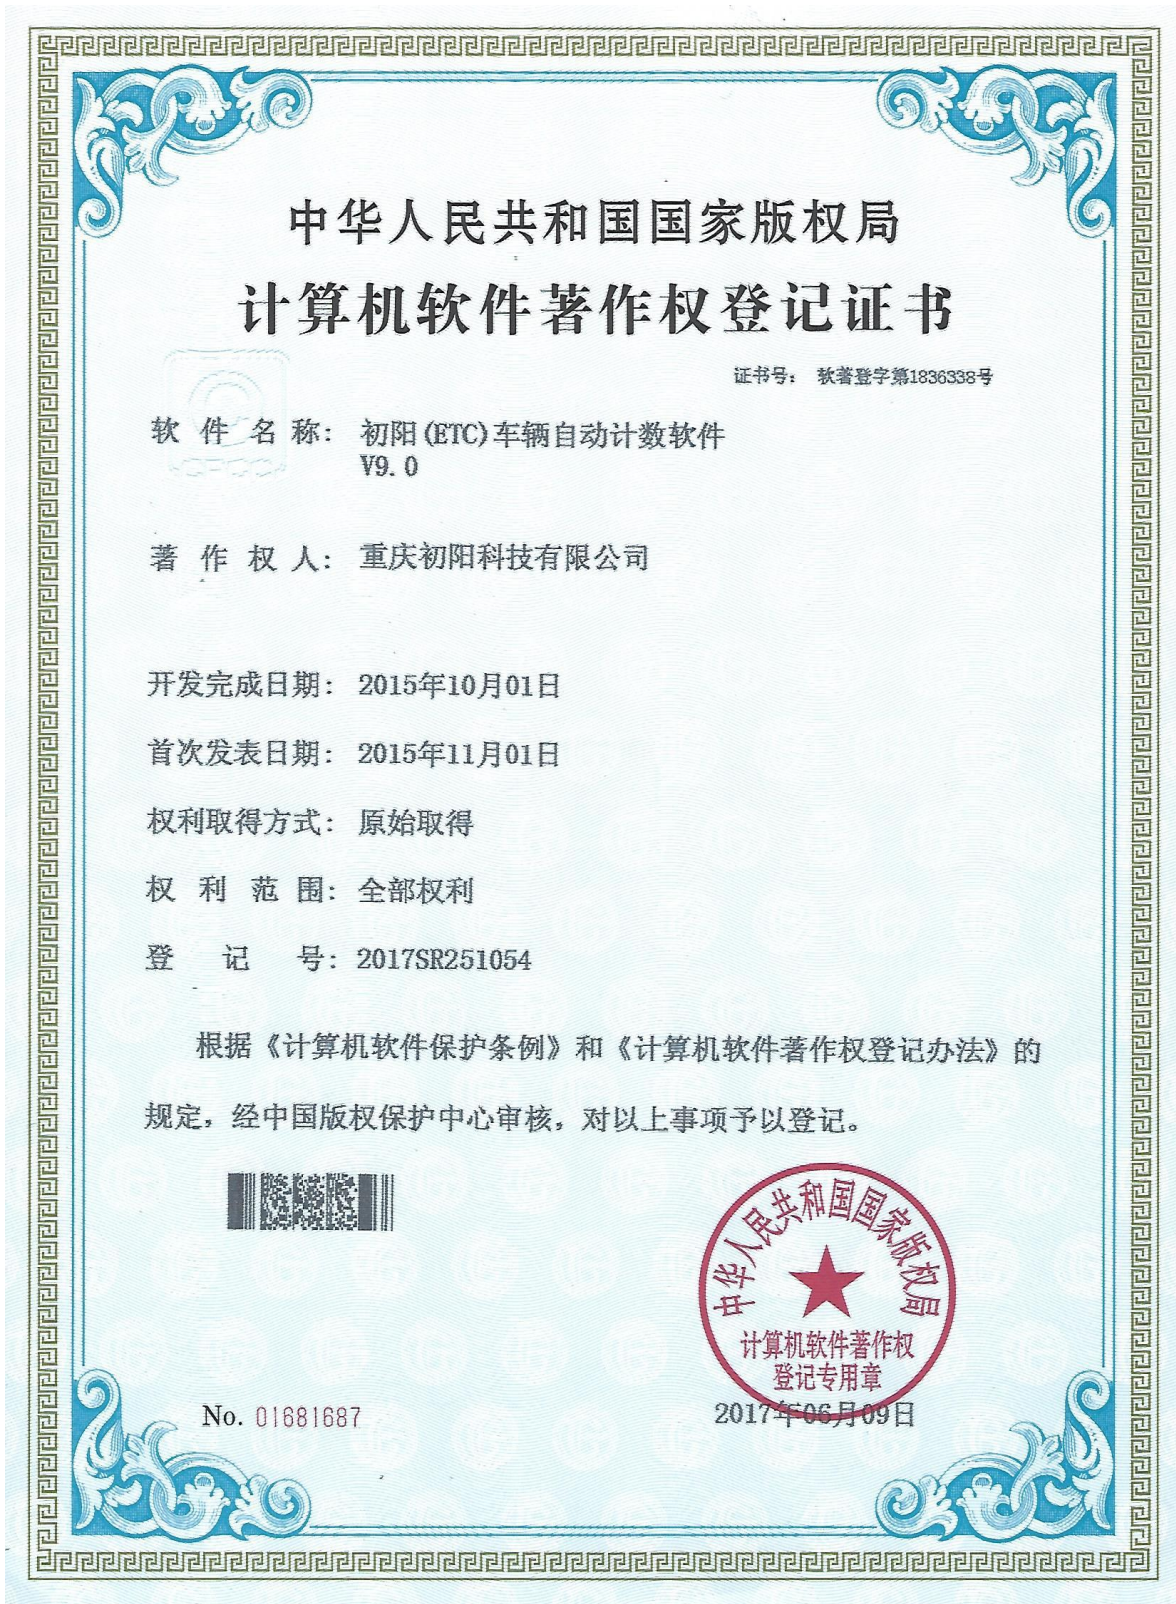 中华人民共和国国家版权局
计算机软件著作权登记证书
证书号： 软著登字第1836338号
软件名称： 初阳(ETC)车辆自动计数软件
V9.0
著作权人： 重庆初阳科技有限公司
开发完成日期： 2015年10月01日
首次发表日期： 2015年11月01日
权利取得方式： 原始取得
权利范围： 全部权利
登记号： 2017SR251054
根据《计算机软件保护条例》和《计算机软件著作权登记办法》的
规定，经中国版权保护中心审核，对以上事项予以登记。
中华人民共和国国家版权局
计算机软件著作权
登记专用章
No. 01681687
2017年06月09日